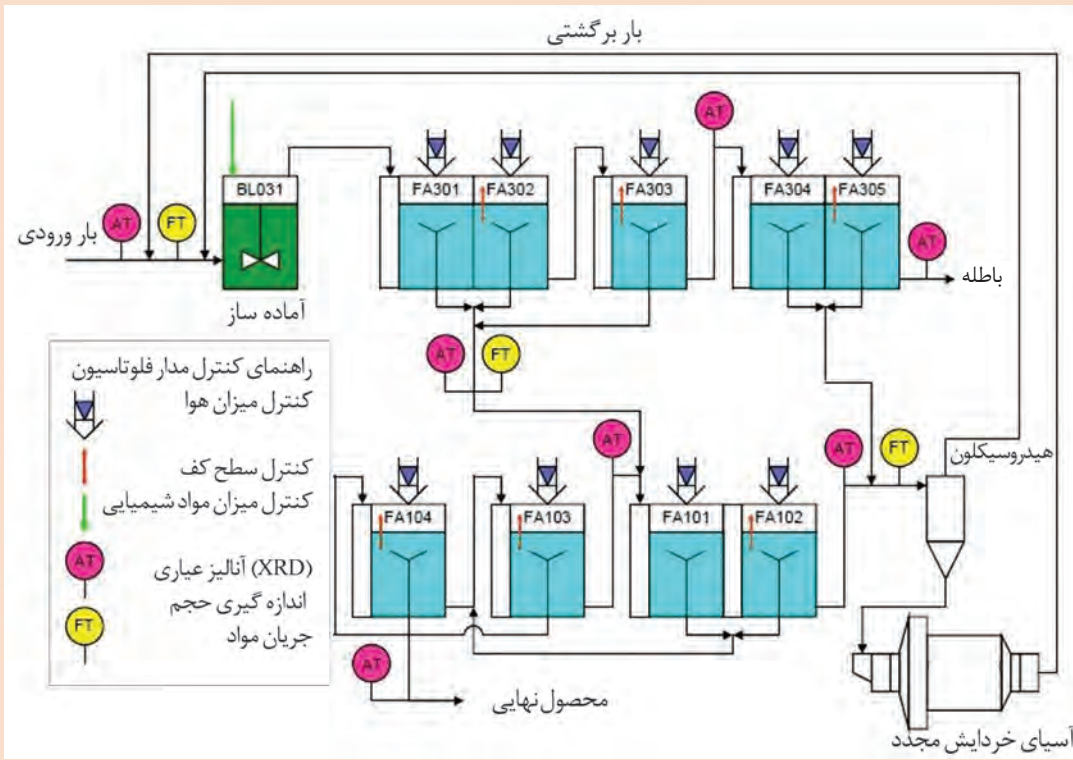 بار برگشتی
AT
FA301
FA302
FA303
FA304
FA305
BL031
AT
FT
بار ورودی
AT
باطله
آماده ساز
AT
FT
راهنمای کنترل مدار فلوتاسیون
کنترل میزان هوا
کنترل سطح کف
کنترل میزان مواد شیمیایی
AT
(XRD) آنالیز عیاری
اندازه گیری حجم
جریان مواد
FT
AT
AT
FT
هیدروسیکلون
FA104
FA103
FA101
FA102
AT
محصول نهایی
آسیای خردایش مجدد